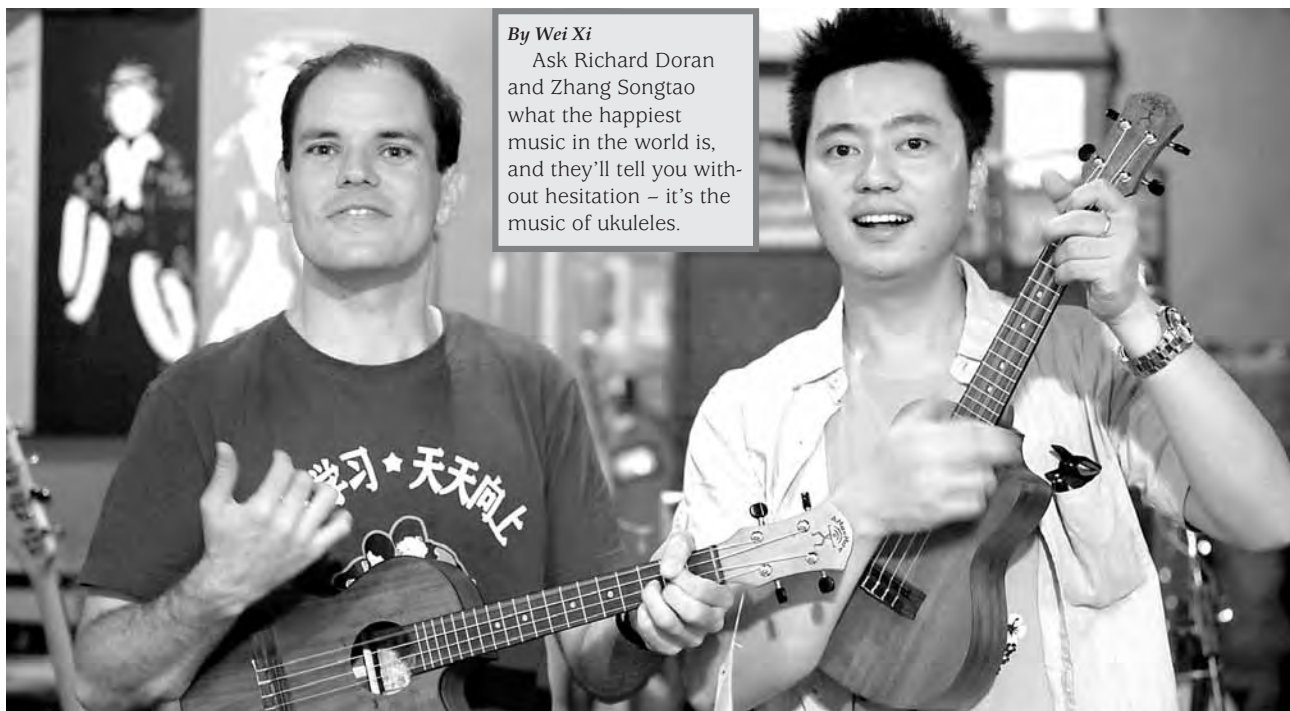 By Wei Xi
Ask Richard Doran
and Zhang Songtao
what the happiest
music in the world is,
and they'll tell you with-
out hesitation – it's the
music of ukuleles.
学习★天天向上